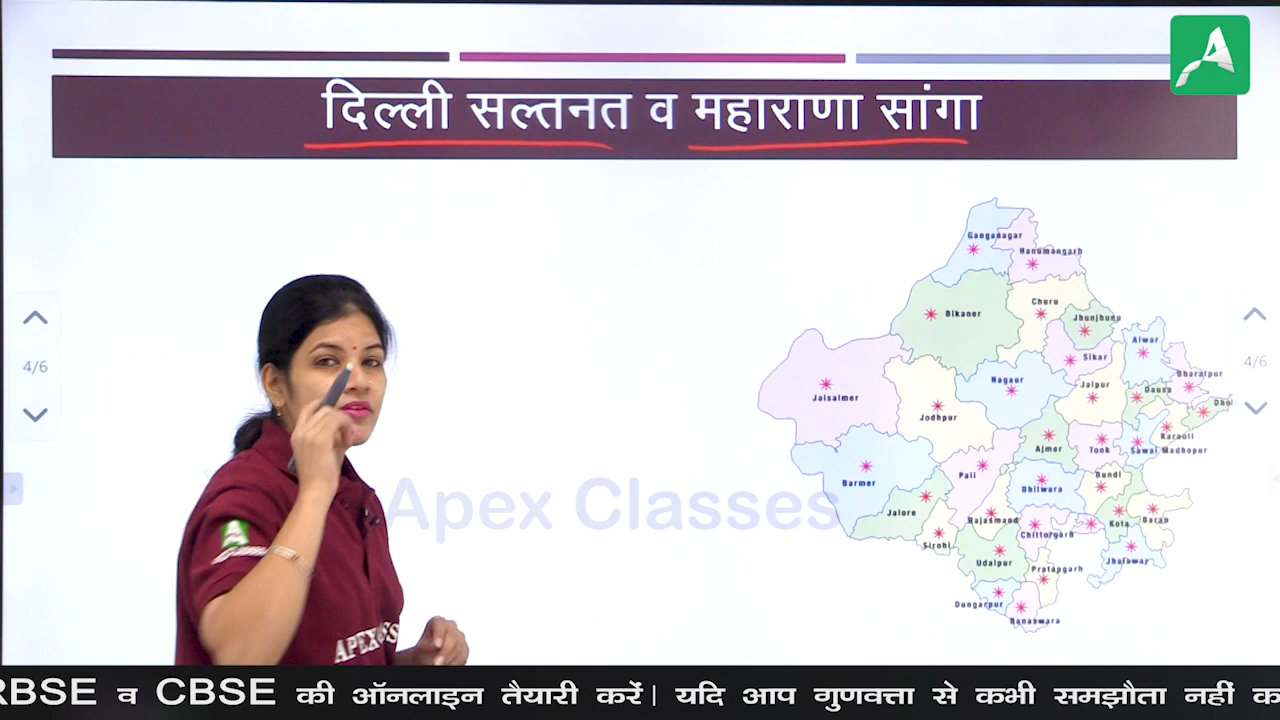 दिल्ली सल्तनत व महाराणा सांगा
Ganganagar
Hanumangarh
Churu
Bikaner
Jhunjhunu
Alwar
Sikar
Bharatpur
Nagaur
Jaipur
Dausa
Jaisalmer
Dhol
Jodhpur
Karauli
Ajmer
Tonk
Sawai Madhopur
Pali
Bundi
Barmer
Bhilwara
Jalore
Rajasmand
Kota
Baran
Chittorgarh
Sirohi
Udaipur
Jhalawar
Pratapgarh
Dungarpur
Banaswara
4/6
4/6
Apex Classes
APEX
RBSE व CBSE की ऑनलाइन तैयारी करें| यदि आप गुणवत्ता से कभी समझौता नहीं क